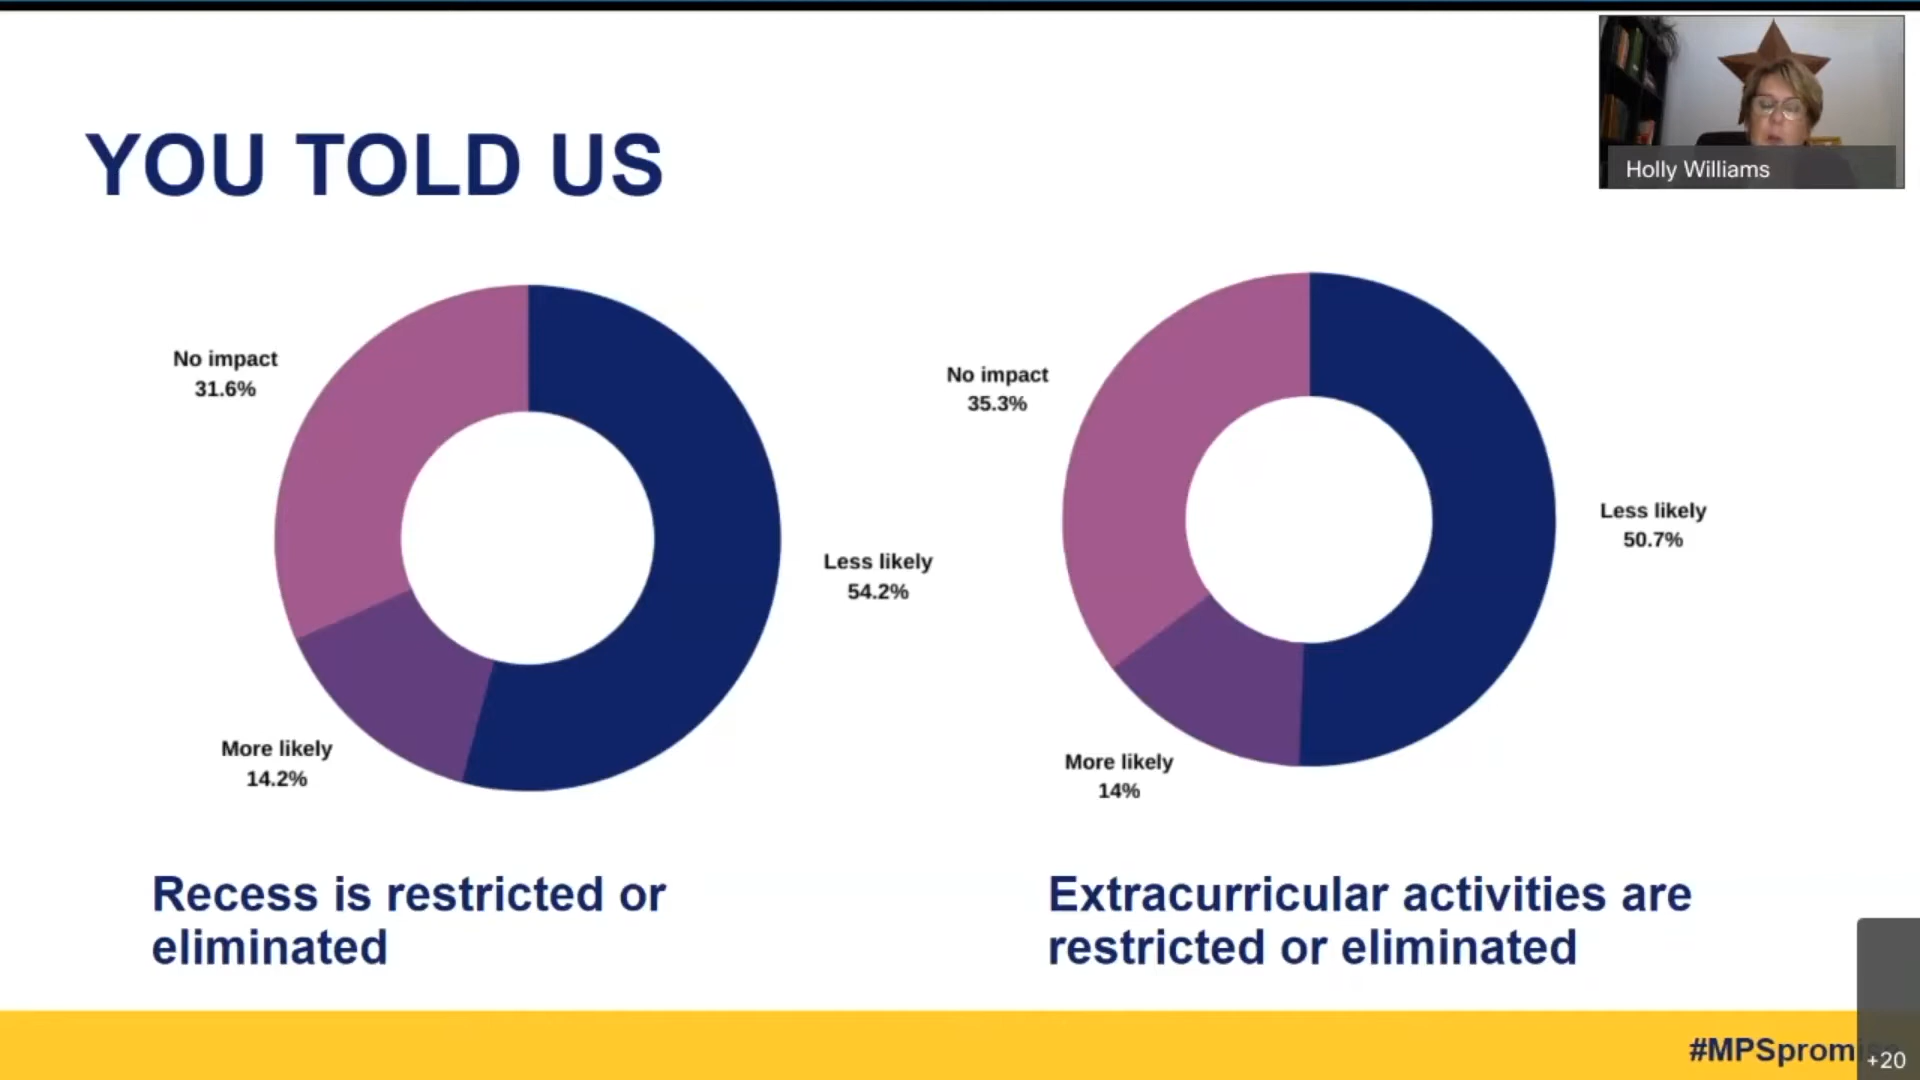 YOU TOLD US
Holly Williams
No impact
31.6%
Less likely
54.2%
More likely
14.2%
No impact
35.3%
Less likely
50.7%
More likely
14%
Recess is restricted or
eliminated
Extracurricular activities are
restricted or eliminated
#MPSpromise
+20